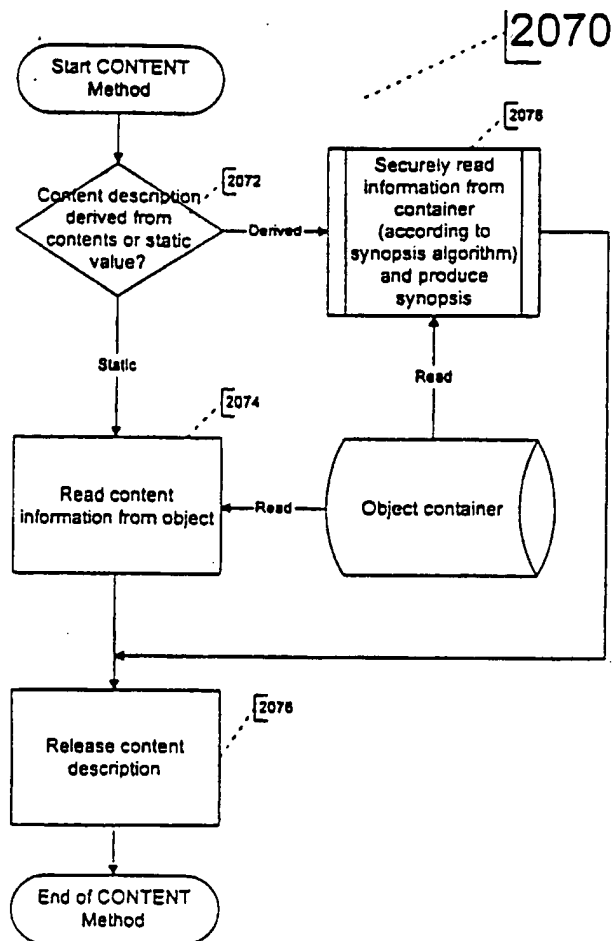 2070
Start CONTENT
Method
2078
Securely read
information from
container
(according to
synopsis algorithm)
and produce
synopsis
2072
Content description
derived from
contents or static
value?
Derived
Static
Read
2074
Read content
information from object
Read
Object container
2076
Release content
description
End of CONTENT
Method